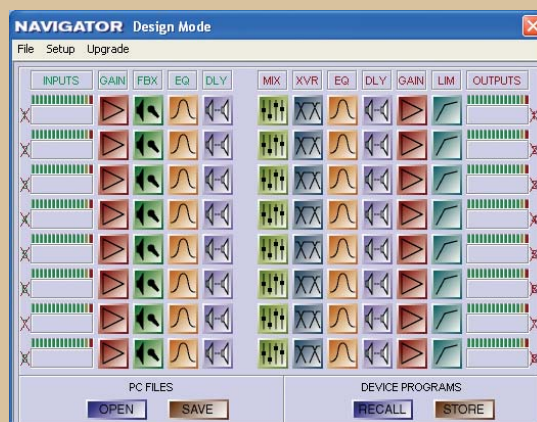 NAVIGATOR Design Mode
File Setup Upgrade
INPUTS GAIN FBX EQ DLY MIX XVR EQ DLY GAIN LIM OUTPUTS
PC FILES DEVICE PROGRAMS
OPEN SAVE RECALL STORE